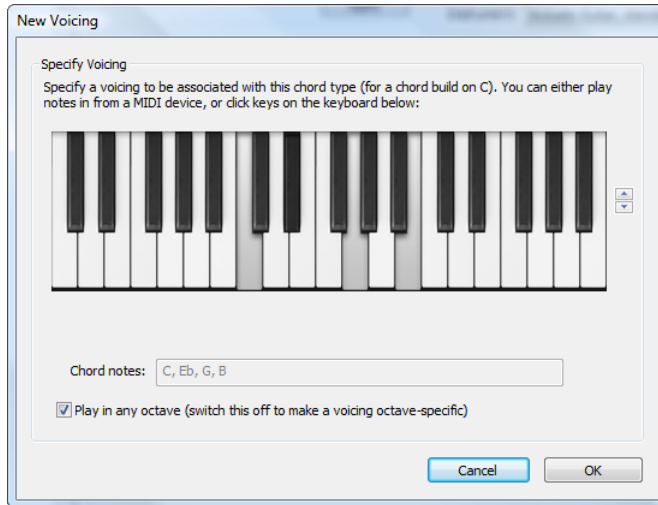 New Voicing
Specify Voicing
Specify a voicing to be associated with this chord type (for a chord build on C). You can either play
notes in from a MIDI device, or click keys on the keyboard below:
Chord notes: C, Eb, G, B
Play in any octave (switch this off to make a voicing octave-specific)
Cancel OK